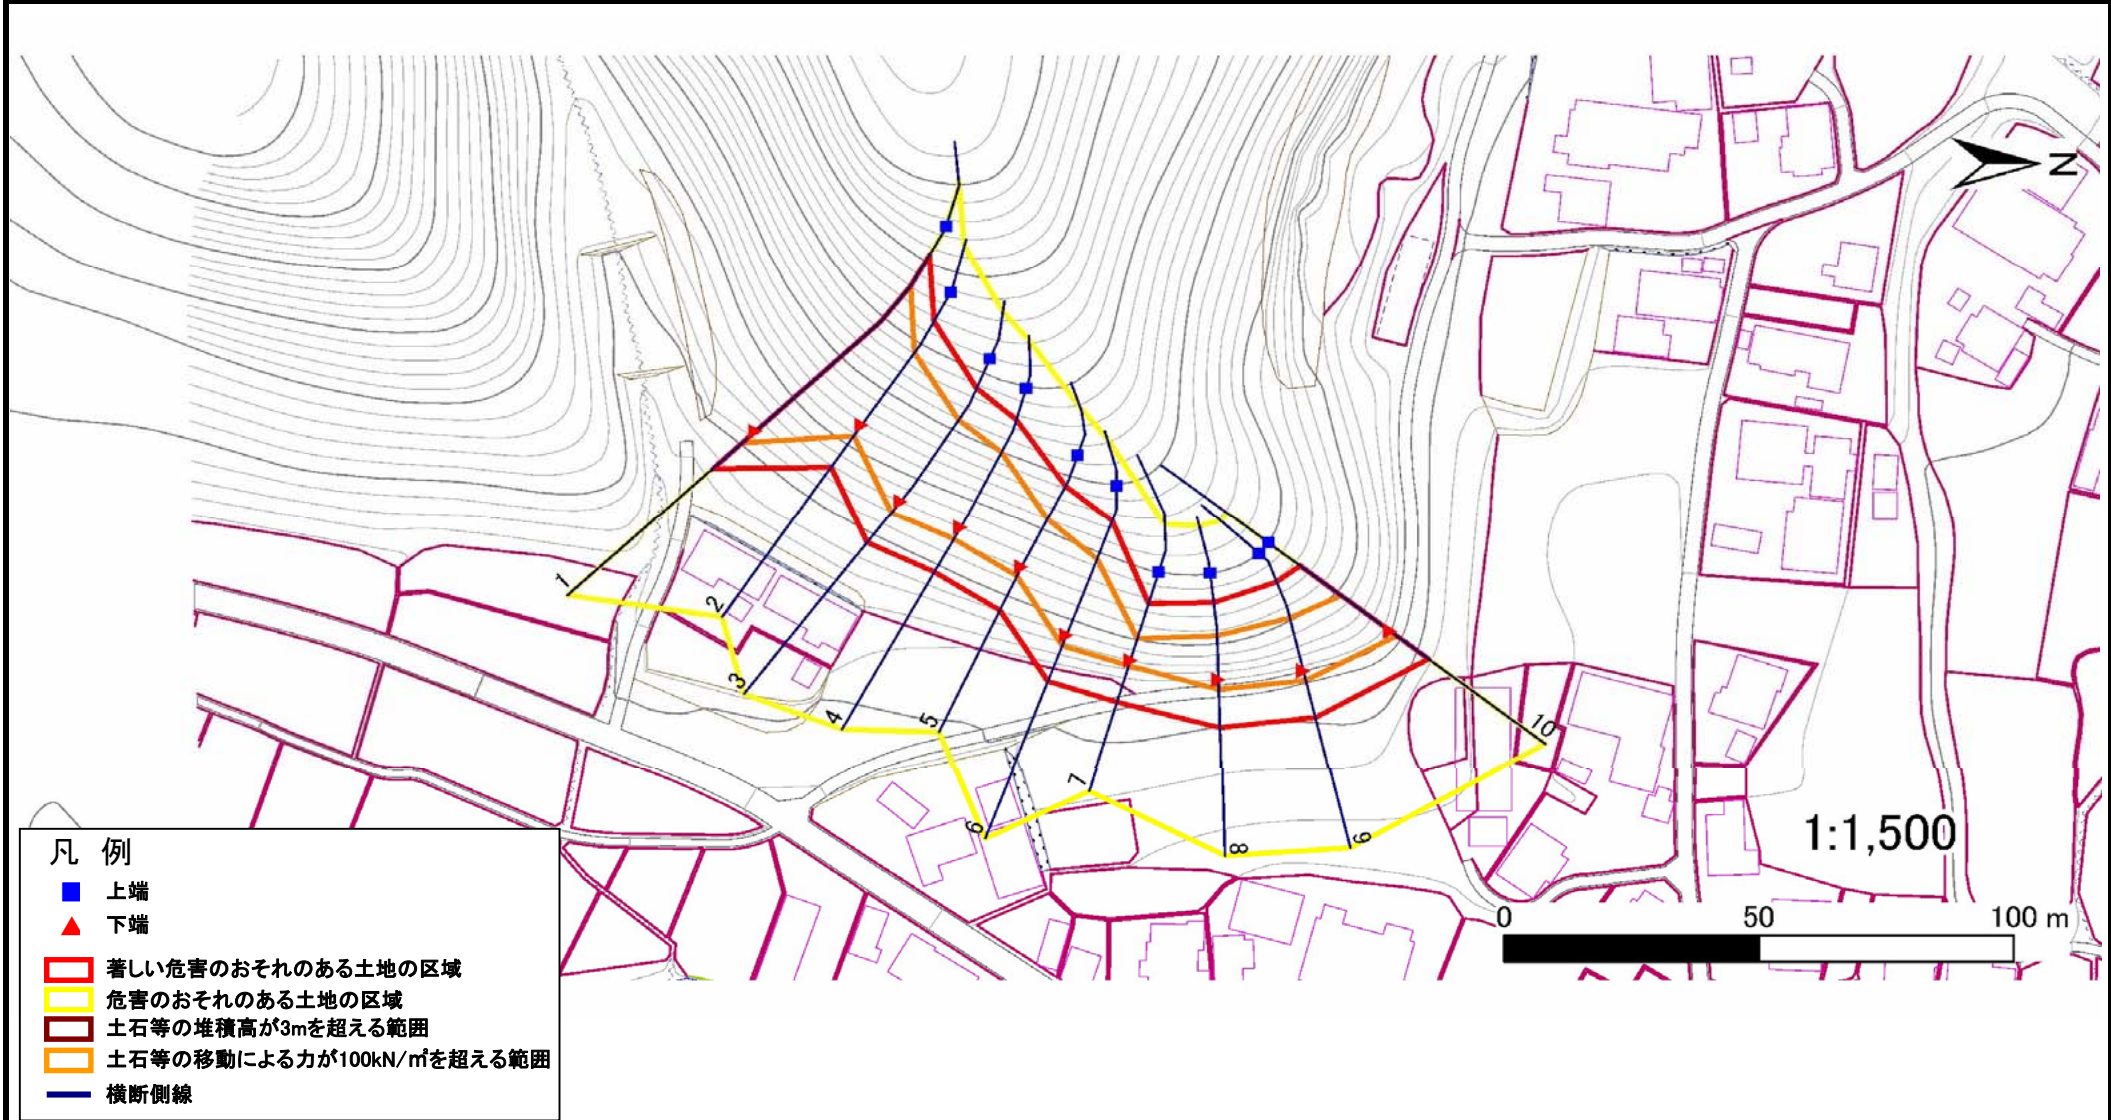 N
1
2
3
4
5
6
7
8
9
10
1:1,500
0 50 100 m
凡 例
上端
下端
著しい危害のおそれのある土地の区域
危害のおそれのある土地の区域
土石等の堆積高が3mを超える範囲
土石等の移動による力が100kN/㎡を超える範囲
横断側線